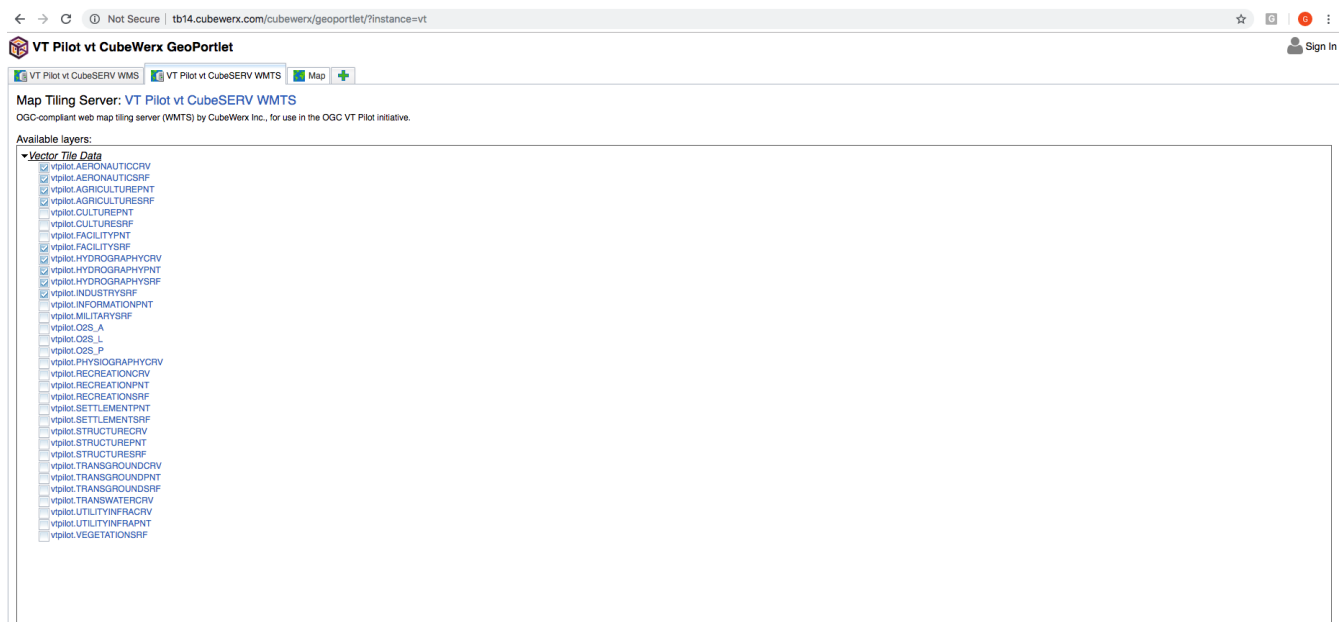 Not Secure | tb14.cubewerx.com/cubewerx/geoportlet/?instance=vt G G
VT Pilot vt CubeWerx GeoPortlet Sign In
VT Pilot vt CubeSERV WMS VT Pilot vt CubeSERV WMTS Map
Map Tiling Server: VT Pilot vt CubeSERV WMTS
OGC-compliant web map tiling server (WMTS) by CubeWerx Inc., for use in the OGC VT Pilot initiative.
Available layers:
Vector Tile Data
vtpilot.AERONAUTICCRV
vtpilot.AERONAUTICSRF
vtpilot.AGRICULTUREPNT
vtpilot.AGRICULTURESRF
vtpilot.CULTUREPNT
vtpilot.CULTURESRF
vtpilot.FACILITYPNT
vtpilot.FACILITYSRF
vtpilot.HYDROGRAPHYCRV
vtpilot.HYDROGRAPHYPNT
vtpilot.HYDROGRAPHYSRF
vtpilot.INDUSTRYSRF
vtpilot.INFORMATIONPNT
vtpilot.MILITARYSRF
vtpilot.O2S_A
vtpilot.O2S_L
vtpilot.O2S_P
vtpilot.PHYSIOGRAPHYCRV
vtpilot.RECREATIONCRV
vtpilot.RECREATIONPNT
vtpilot.RECREATIONSRF
vtpilot.SETTLEMENTPNT
vtpilot.SETTLEMENTSRF
vtpilot.STRUCTURECRV
vtpilot.STRUCTUREPNT
vtpilot.STRUCTURESRF
vtpilot.TRANSGROUNDCRV
vtpilot.TRANSGROUNDPNT
vtpilot.TRANSGROUNDSRF
vtpilot.TRANSWATERCRV
vtpilot.UTILITYINFRACRV
vtpilot.UTILITYINFRAPNT
vtpilot.VEGETATIONSRF